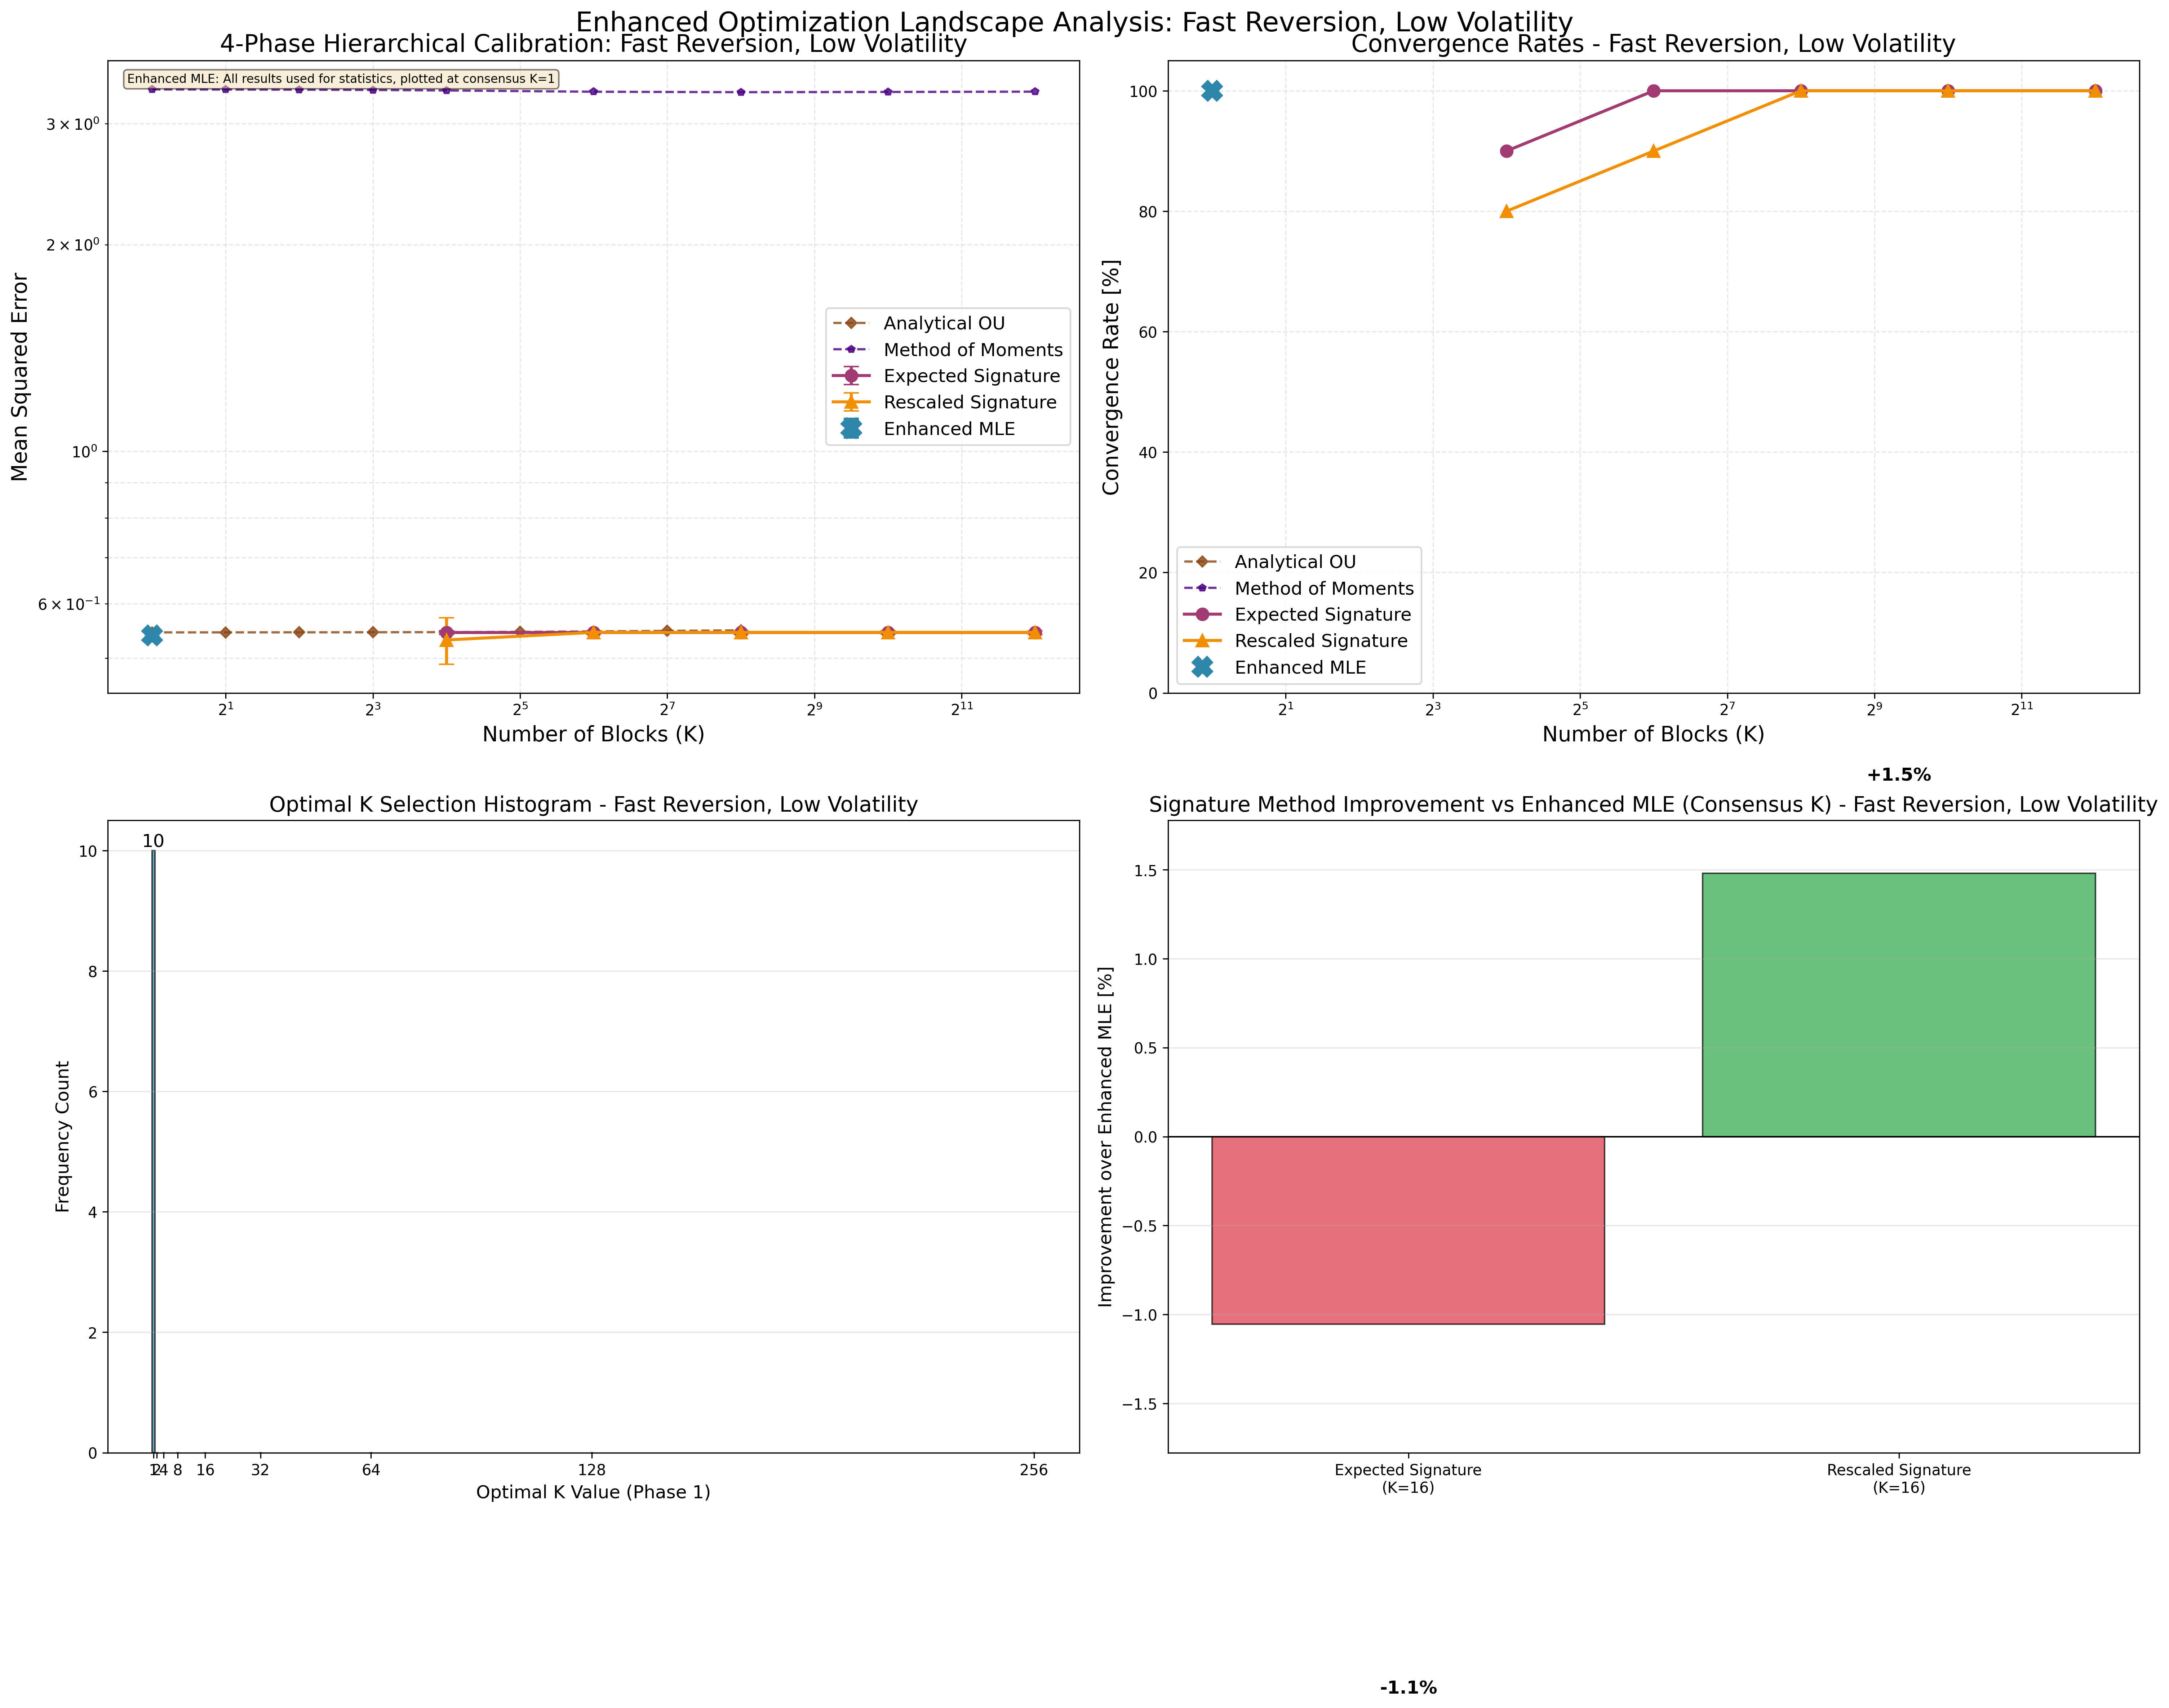 Enhanced Optimization Landscape Analysis: Fast Reversion, Low Volatility
4-Phase Hierarchical Calibration: Fast Reversion, Low Volatility
Enhanced MLE: All results used for statistics, plotted at consensus K=1
Mean Squared Error
3 × 10⁰
2 × 10⁰
10⁰
6 × 10⁻¹
Analytical OU
Method of Moments
Expected Signature
Rescaled Signature
Enhanced MLE
2¹ 2³ 2⁵ 2⁷ 2⁹ 2¹¹
Number of Blocks (K)
Convergence Rates - Fast Reversion, Low Volatility
Convergence Rate [%]
100
80
60
40
20
0
Analytical OU
Method of Moments
Expected Signature
Rescaled Signature
Enhanced MLE
2¹ 2³ 2⁵ 2⁷ 2⁹ 2¹¹
Number of Blocks (K)
Optimal K Selection Histogram - Fast Reversion, Low Volatility
Frequency Count
10
10
8
6
4
2
0
1 2 4 8 16 32 64 128 256
Optimal K Value (Phase 1)
+1.5%
Signature Method Improvement vs Enhanced MLE (Consensus K) - Fast Reversion, Low Volatility
Improvement over Enhanced MLE [%]
1.5
1.0
0.5
0.0
−0.5
−1.0
−1.5
Expected Signature
(K=16)
Rescaled Signature
(K=16)
-1.1%